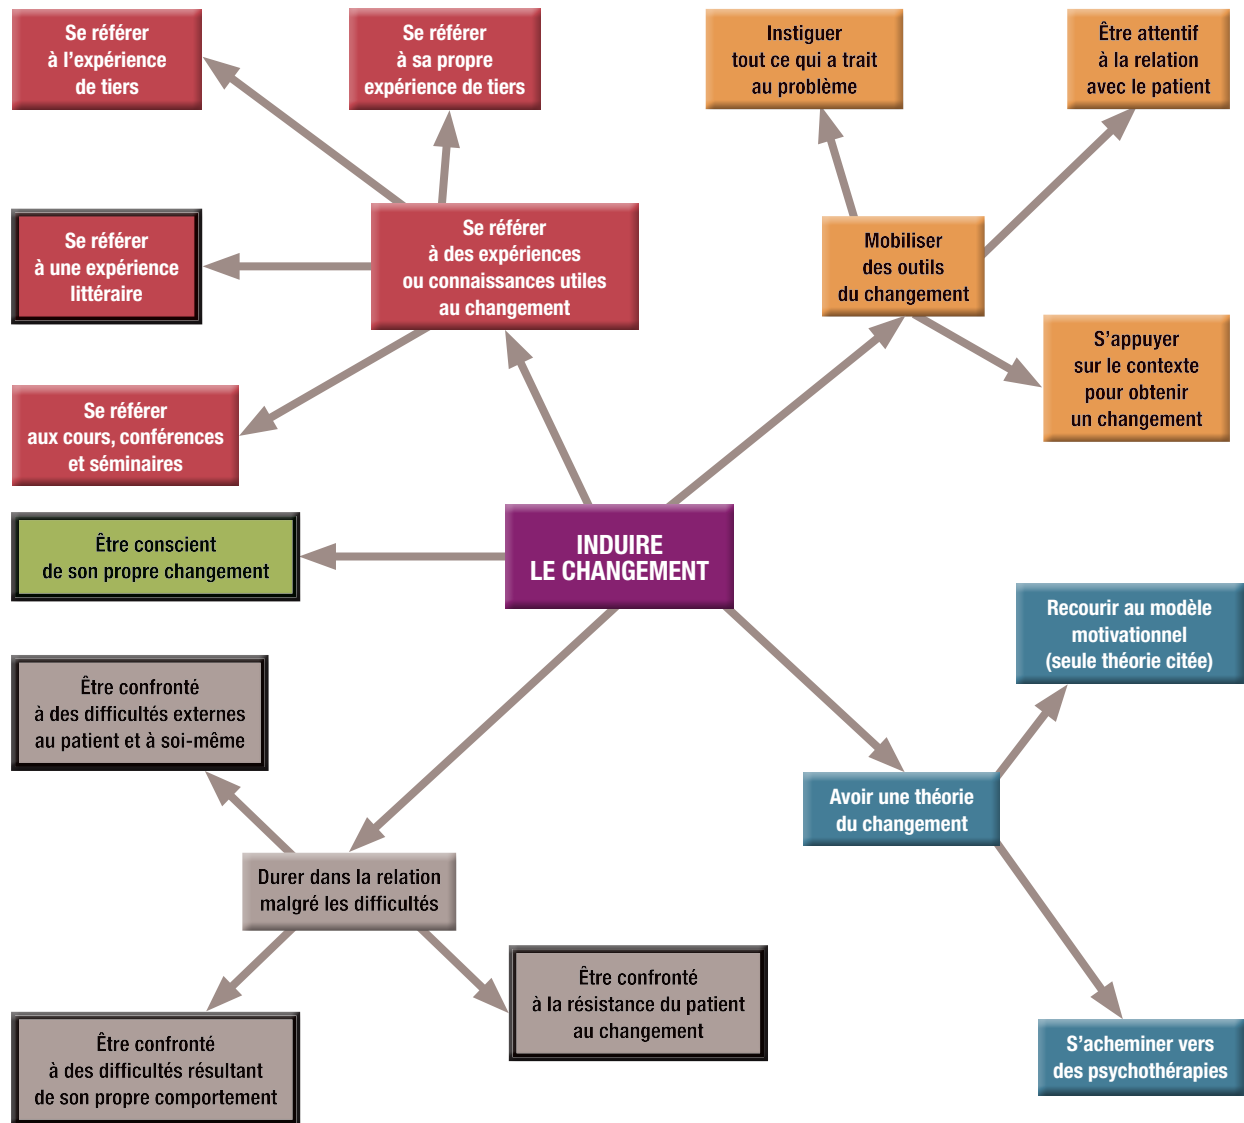 Se référer
à l'expérience
de tiers
Se référer
à sa propre
expérience de tiers
Instiguer
tout ce qui a trait
au problème
Être attentif
à la relation
avec le patient
Se référer
à une expérience
littéraire
Se référer
à des expériences
ou connaissances utiles
au changement
Mobiliser
des outils
du changement
S'appuyer
sur le contexte
pour obtenir
un changement
Se référer
aux cours, conférences
et séminaires
Être conscient
de son propre changement
INDUIRE
LE CHANGEMENT
Recourir au modèle
motivationnel
(seule théorie citée)
Être confronté
à des difficultés externes
au patient et à soi-même
Avoir une théorie
du changement
Durer dans la relation
malgré les difficultés
Être confronté
à la résistance du patient
au changement
Être confronté
à des difficultés résultant
de son propre comportement
S'acheminer vers
des psychothérapies